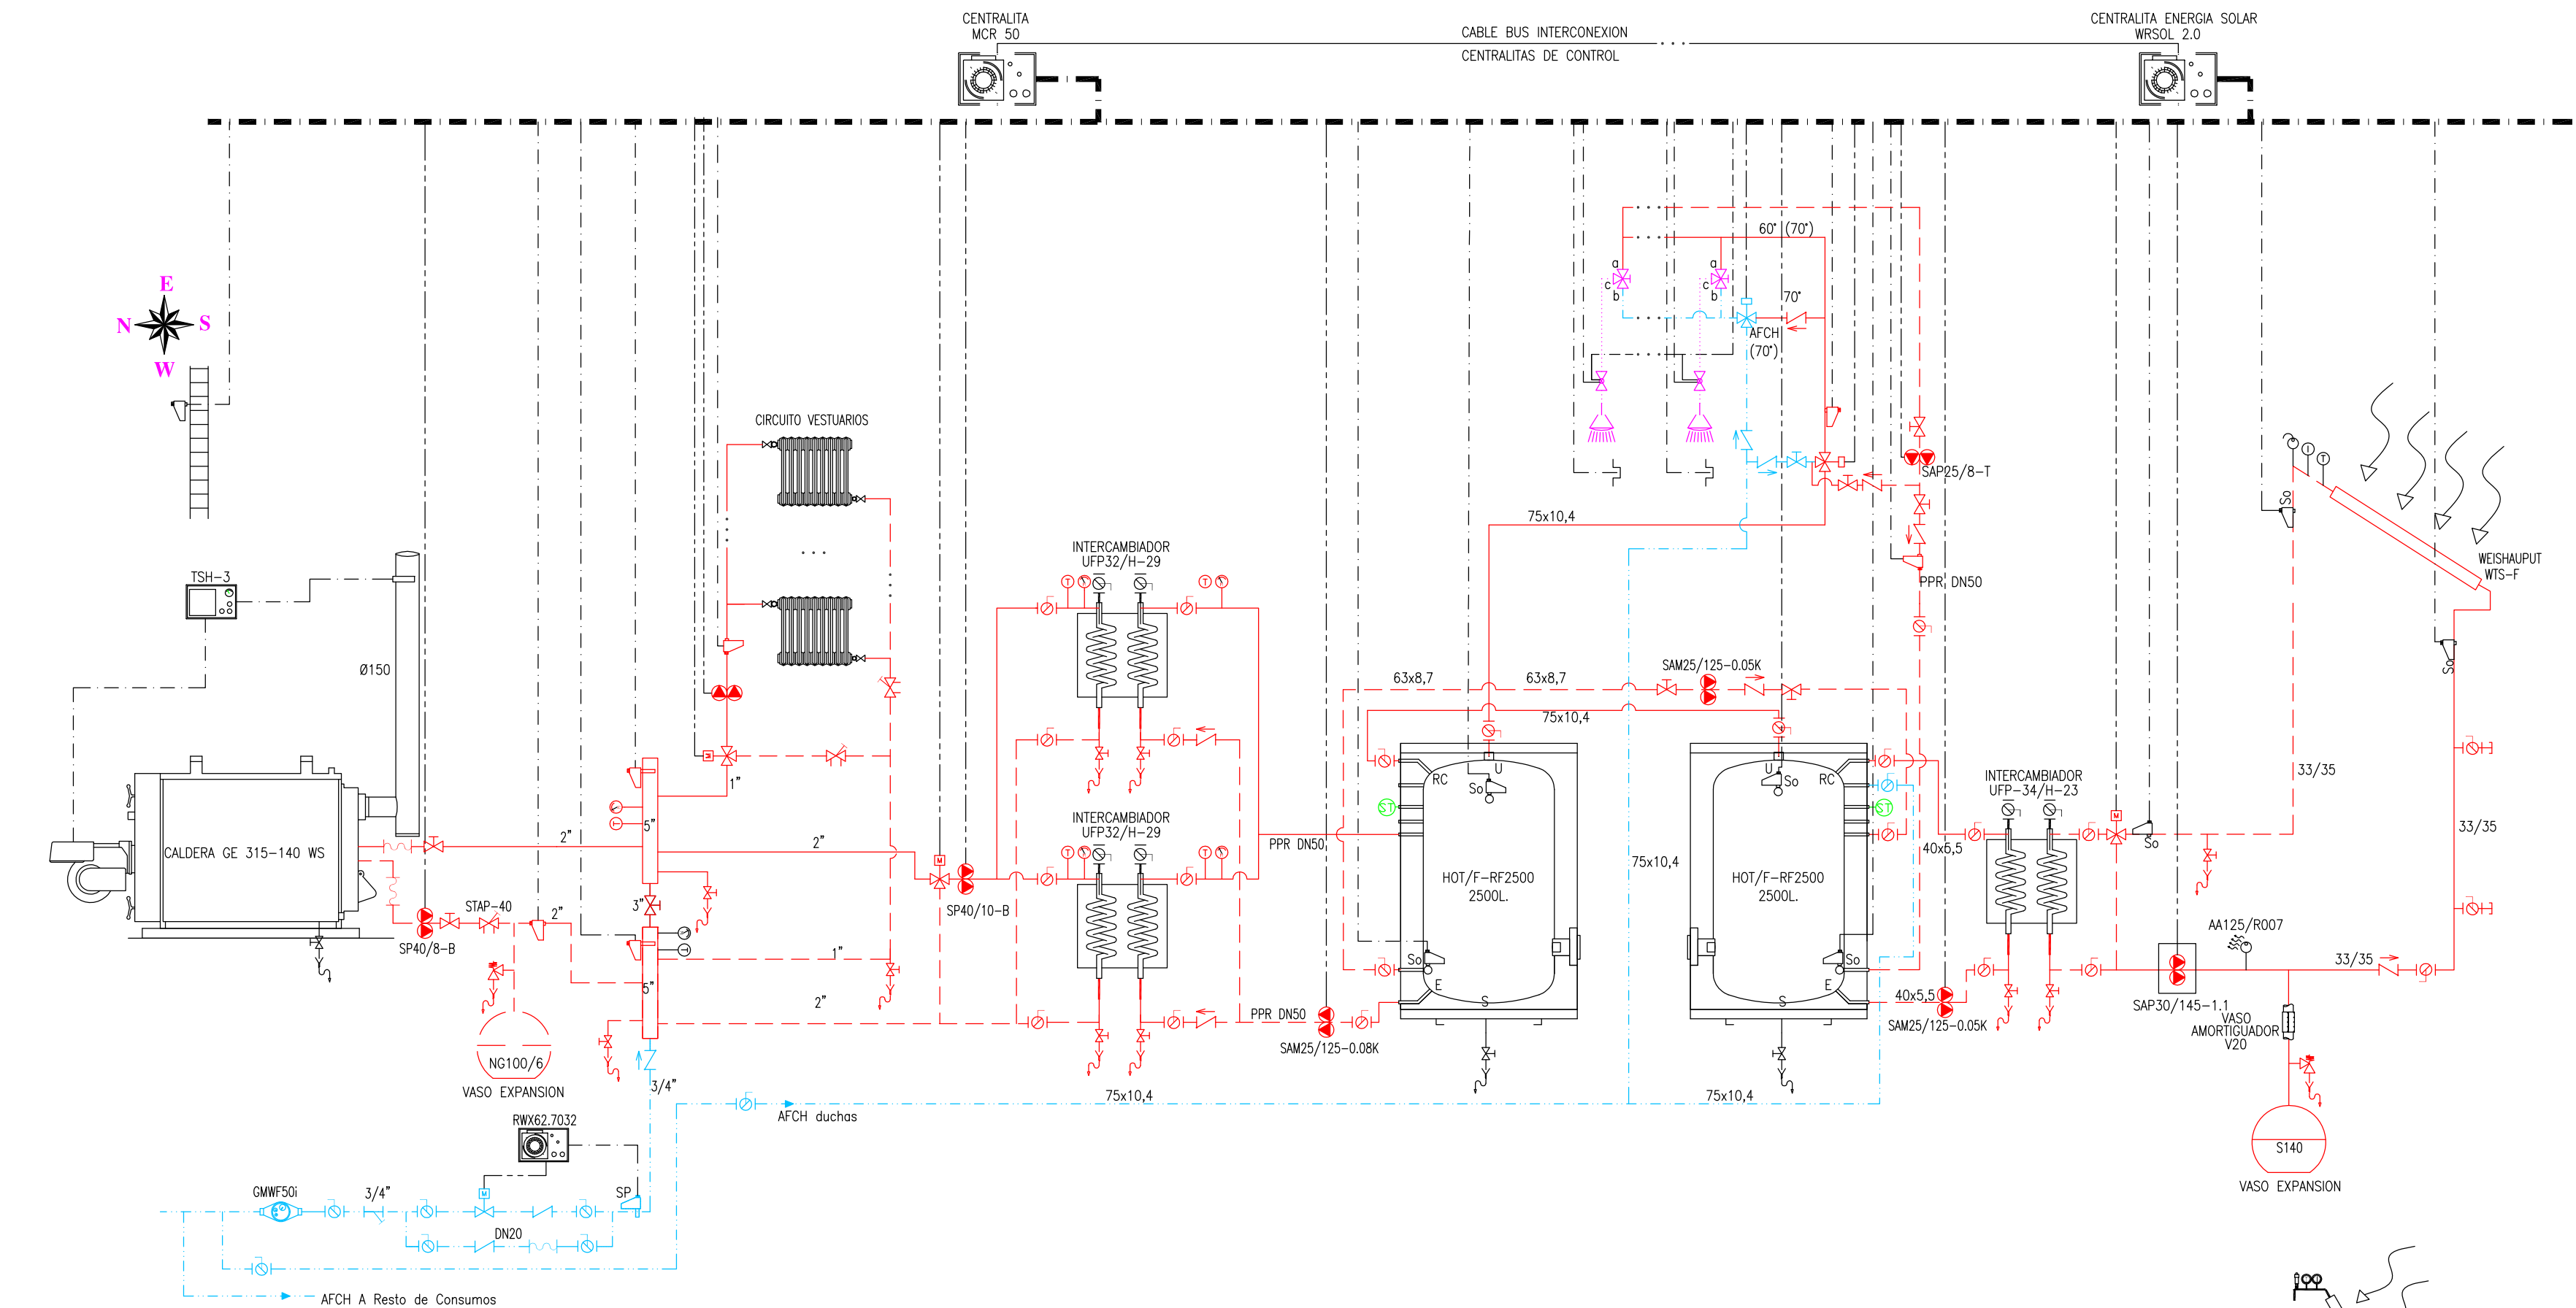 CENTRALITA
MCR 50
CABLE BUS INTERCONEXION
CENTRALITAS DE CONTROL
CENTRALITA ENERGIA SOLAR
WRSOL 2.0
E
N
S
W
60° (70°)
a
a
c
b
c
b
70°
AFCH
(70°)
SAP25/8-T
CIRCUITO VESTUARIOS
75x10,4
So
T
T
WEISHAUPUT
WTS-F
INTERCAMBIADOR
UFP32/H-29
TSH-3
T
T
PPR DN50
Ø150
So
SAM25/125-0.05K
63x8,7
63x8,7
75x10,4
M
1"
U
RC
So
U
RC
So
33/35
INTERCAMBIADOR
UFP-34/H-23
ST
ST
M
5"
2"
INTERCAMBIADOR
UFP32/H-29
33/35
CALDERA GE 315-140 WS
2"
PPR DN50
40x5,5
So
M
T
T
75x10,4
HOT/F-RF2500
2500L.
HOT/F-RF2500
2500L.
STAP-40
2"
3"
SP40/10-B
AA125/R007
SP40/8-B
T
1"
So
So
33/35
5"
E
E
2"
S
S
40x5,5
PPR DN50
SAP30/145-1.1
SAM25/125-0.05K
VASO
AMORTIGUADOR
V20
SAM25/125-0.08K
NG100/6
VASO EXPANSION
3/4"
75x10,4
75x10,4
AFCH duchas
RWX62.7032
S140
VASO EXPANSION
GMWF50i
3/4"
M
SP
DN20
AFCH A Resto de Consumos